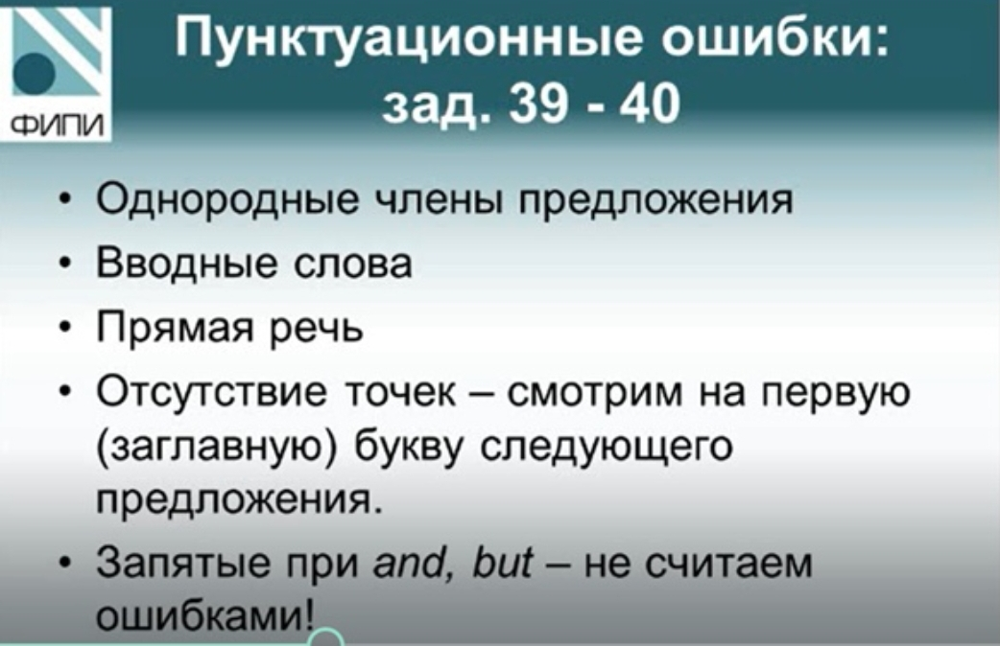 Пунктуационные ошибки:
зад. 39 - 40
ФИПИ
• Однородные члены предложения
• Вводные слова
• Прямая речь
• Отсутствие точек – смотрим на первую
(заглавную) букву следующего
предложения.
• Запятые при and, but – не считаем
ошибками!